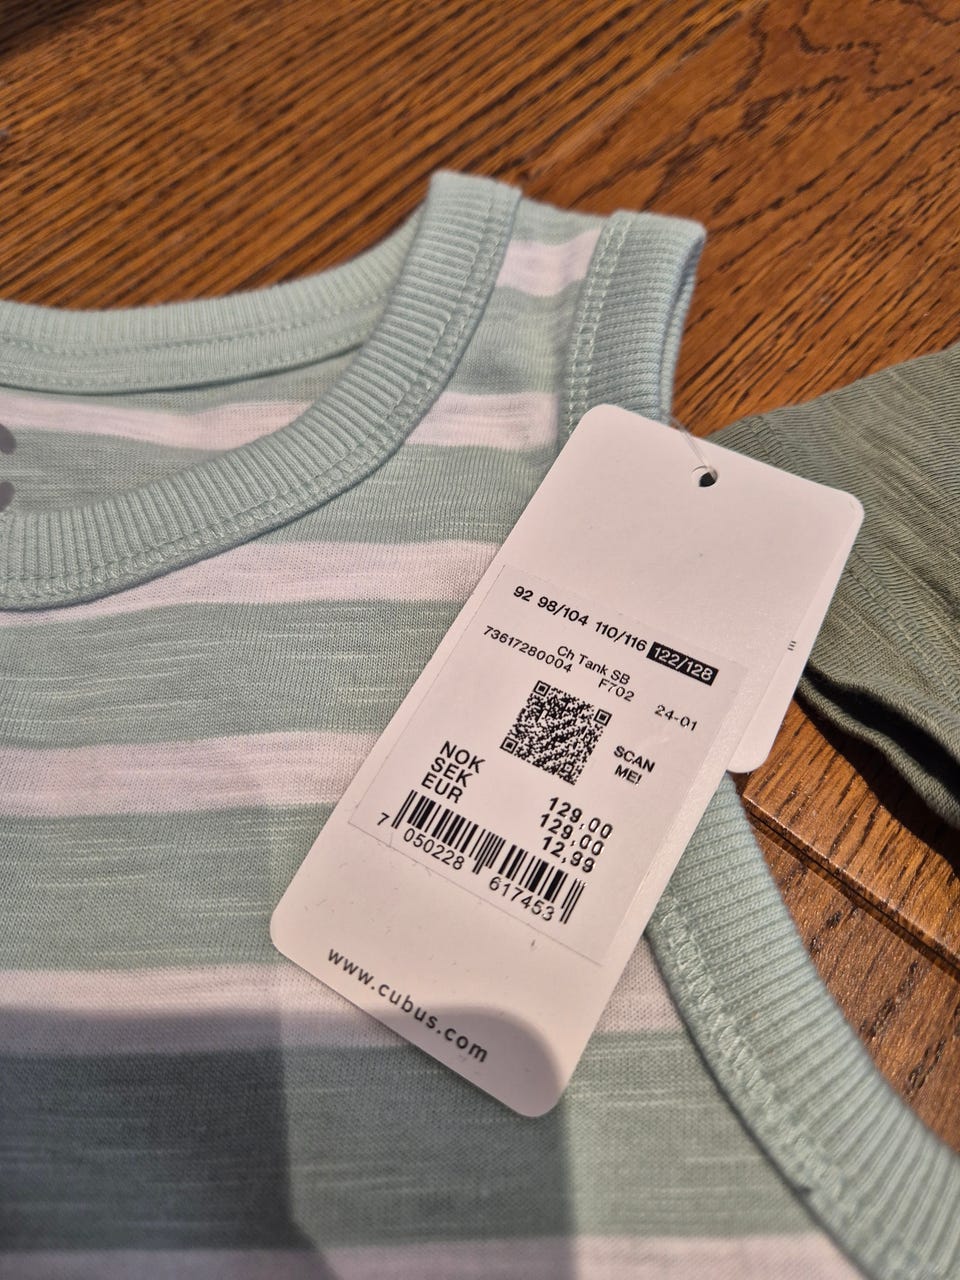 92 98/104 110/116 122/128
Ch Tank SB
73617280004 F702 24-01
SCAN
ME!
NOK 129,00
SEK 129,00
EUR 12,99
7 050228 617453
www.cubus.com